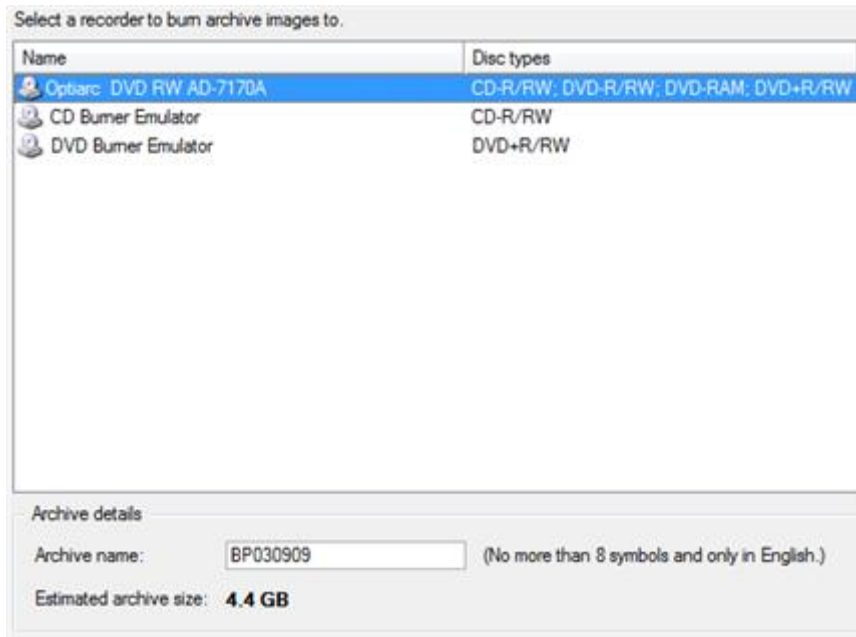 Select a recorder to burn archive images to.
Name Disc types
Optiarc DVD RW AD-7170A CD-R/RW; DVD-R/RW; DVD-RAM; DVD+R/RW
CD Burner Emulator CD-R/RW
DVD Burner Emulator DVD+R/RW
Archive details
Archive name: BP030909 (No more than 8 symbols and only in English.)
Estimated archive size: 4.4 GB